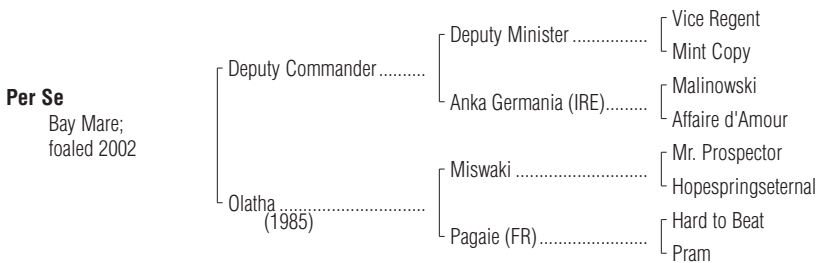 Vice Regent
Deputy Minister ................
Mint Copy
Deputy Commander..........
Malinowski
Anka Germania (IRE).........
Affaire d'Amour
Per Se
Bay Mare;
foaled 2002
Mr. Prospector
Miswaki .......................
Hopespringseternal
Olatha ...............................
(1985)
Hard to Beat
Pagaie (FR).......................
Pram